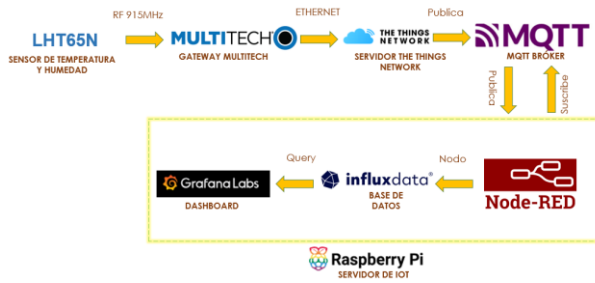 RF 915MHz
ETHERNET
Publica
LHT65N
SENSOR DE TEMPERATURA
Y HUMEDAD
MULTITECH
GATEWAY MULTITECH
THE THINGS
NETWORK
SERVIDOR THE THINGS
NETWORK
MQTT
MQTT BRÓKER
Publica
Suscribe
Query
Nodo
Grafana Labs
DASHBOARD
influxdata®
BASE DE
DATOS
Node-RED
Raspberry Pi
SERVIDOR DE IOT